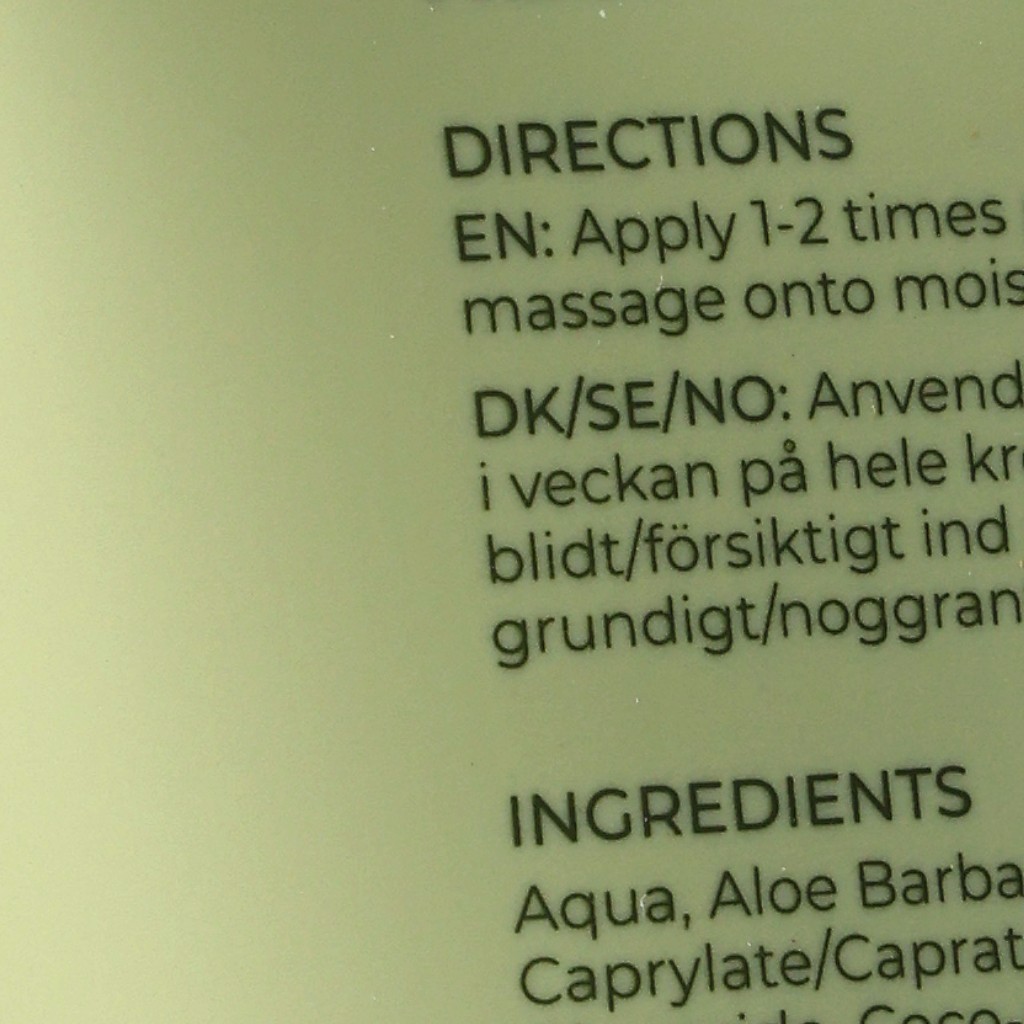 DIRECTIONS
EN: Apply 1-2 times
massage onto mois
DK/SE/NO: Anvend
i veckan på hele kr
blidt/försiktigt ind
grundigt/noggran
INGREDIENTS
Aqua, Aloe Barba
Caprylate/Caprat